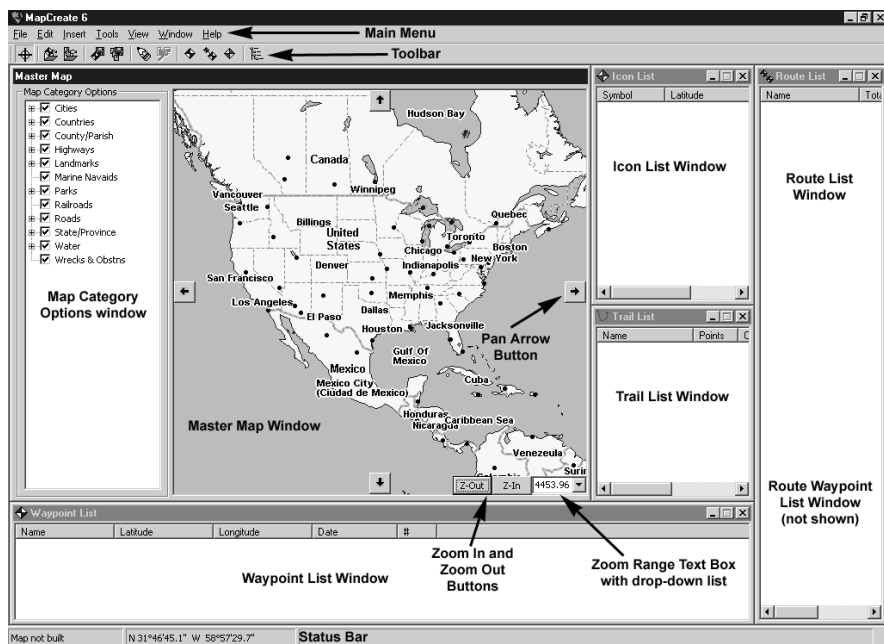 MapCreate 6
File Edit Insert Tools View Window Help
Main Menu
Toolbar
Master Map
Map Category Options
Cities
Countries
County/Parish
Highways
Landmarks
Marine Navaids
Parks
Railroads
Roads
State/Province
Water
Wrecks & Obstns
Map Category
Options window
Hudson Bay
Canada
Winnipeg
Vancouver
Seattle
Quebec
Billings
United
States
Toronto
Boston
Chicago
New York
Denver
Indianapolis
San Francisco
Memphis
Los Angeles
Dallas
El Paso
Houston
Jacksonville
Pan Arrow
Button
Gulf Of
Mexico
Mexico
Mexico City
(Ciudad de Mexico)
Cuba
Honduras
Caribbean Sea
Nicaragua
Master Map Window
Venezuela
Z-Out Z-In 4453.96
Icon List
Symbol Latitude
Icon List Window
Trail List
Name Points
Trail List Window
Route List
Name
Route List
Window
Route Waypoint
List Window
(not shown)
Waypoint List
Name Latitude Longitude Date #
Waypoint List Window
Zoom In and
Zoom Out
Buttons
Zoom Range Text Box
with drop-down list
Map not built N 31°46'45.1" W 58°57'29.7" Status Bar